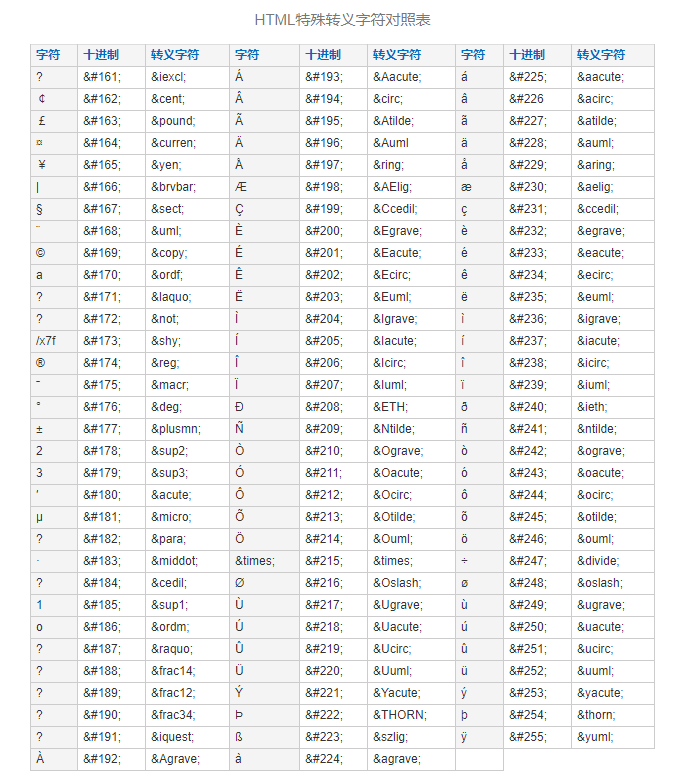 HTML特殊转义字符对照表
字符 十进制 转义字符 字符 十进制 转义字符 字符 十进制 转义字符
? &#161; &iexcl; Á &#193; &Aacute; á &#225; &aacute;
￠ &#162; &cent; Â &#194; &circ; â &#226 &acirc;
￡ &#163; &pound; Ã &#195; &Atilde; ã &#227; &atilde;
¤ &#164; &curren; Ä &#196; &Auml ä &#228; &auml;
￥ &#165; &yen; Å &#197; &ring; å &#229; &aring;
| &#166; &brvbar; Æ &#198; &AElig; æ &#230; &aelig;
§ &#167; &sect; Ç &#199; &Ccedil; ç &#231; &ccedil;
¨ &#168; &uml; È &#200; &Egrave; è &#232; &egrave;
© &#169; &copy; É &#201; &Eacute; é &#233; &eacute;
a &#170; &ordf; Ê &#202; &Ecirc; ê &#234; &ecirc;
? &#171; &laquo; Ë &#203; &Euml; ë &#235; &euml;
? &#172; &not; Ì &#204; &Igrave; ì &#236; &igrave;
/x7f &#173; &shy; Í &#205; &Iacute; í &#237; &iacute;
® &#174; &reg; Î &#206; &Icirc; î &#238; &icirc;
ˉ &#175; &macr; Ï &#207; &Iuml; ï &#239; &iuml;
° &#176; &deg; Ð &#208; &ETH; ð &#240; &ieth;
± &#177; &plusmn; Ñ &#209; &Ntilde; ñ &#241; &ntilde;
2 &#178; &sup2; Ò &#210; &Ograve; ò &#242; &ograve;
3 &#179; &sup3; Ó &#211; &Oacute; ó &#243; &oacute;
′ &#180; &acute; Ô &#212; &Ocirc; ô &#244; &ocirc;
µ &#181; &micro; Õ &#213; &Otilde; õ &#245; &otilde;
? &#182; &para; Ö &#214; &Ouml; ö &#246; &ouml;
· &#183; &middot; &times; &#215; &times; ÷ &#247; &divide;
? &#184; &cedil; Ø &#216; &Oslash; ø &#248; &oslash;
1 &#185; &sup1; Ù &#217; &Ugrave; ù &#249; &ugrave;
o &#186; &ordm; Ú &#218; &Uacute; ú &#250; &uacute;
? &#187; &raquo; Û &#219; &Ucirc; û &#251; &ucirc;
? &#188; &frac14; Ü &#220; &Uuml; ü &#252; &uuml;
? &#189; &frac12; Ý &#221; &Yacute; ý &#253; &yacute;
? &#190; &frac34; Þ &#222; &THORN; þ &#254; &thorn;
? &#191; &iquest; ß &#223; &szlig; ÿ &#255; &yuml;
À &#192; &Agrave; à &#224; &agrave;